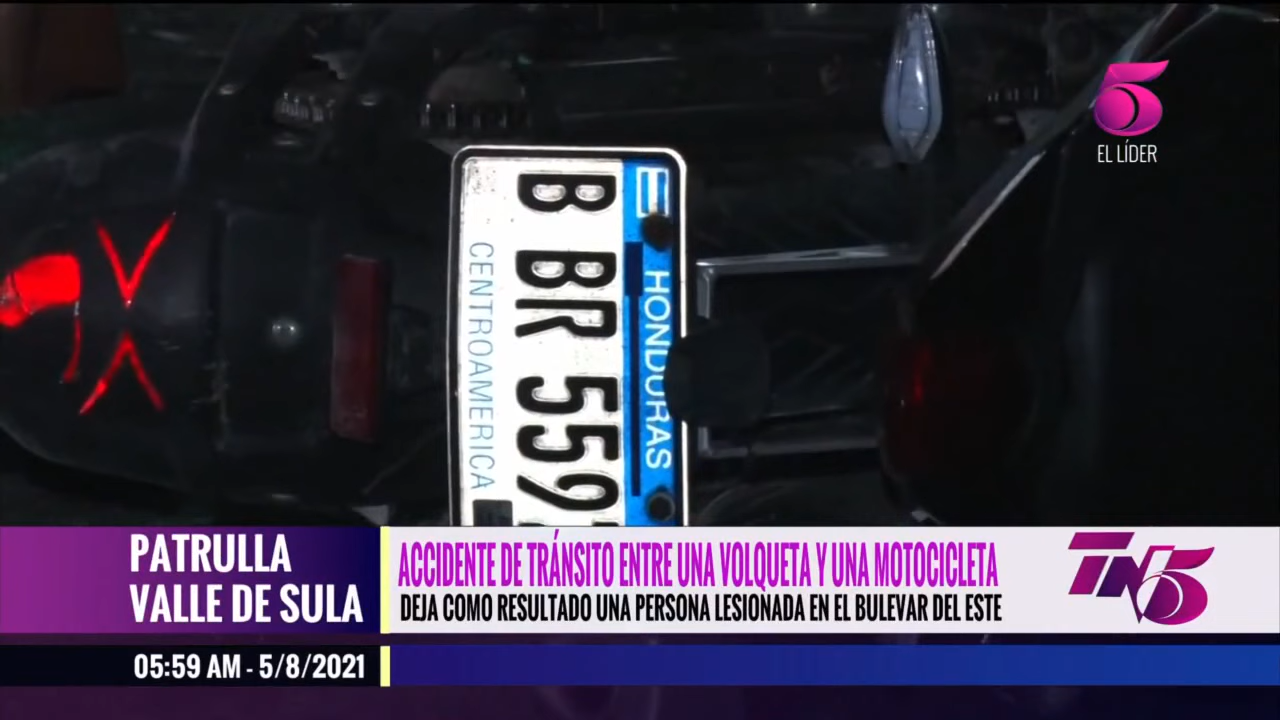 5
EL LÍDER
HONDURAS
B BR 559
CENTROAMERICA
PATRULLA
VALLE DE SULA
ACCIDENTE DE TRÁNSITO ENTRE UNA VOLQUETA Y UNA MOTOCICLETA
DEJA COMO RESULTADO UNA PERSONA LESIONADA EN EL BULEVAR DEL ESTE
TN5
05:59 AM - 5/8/2021